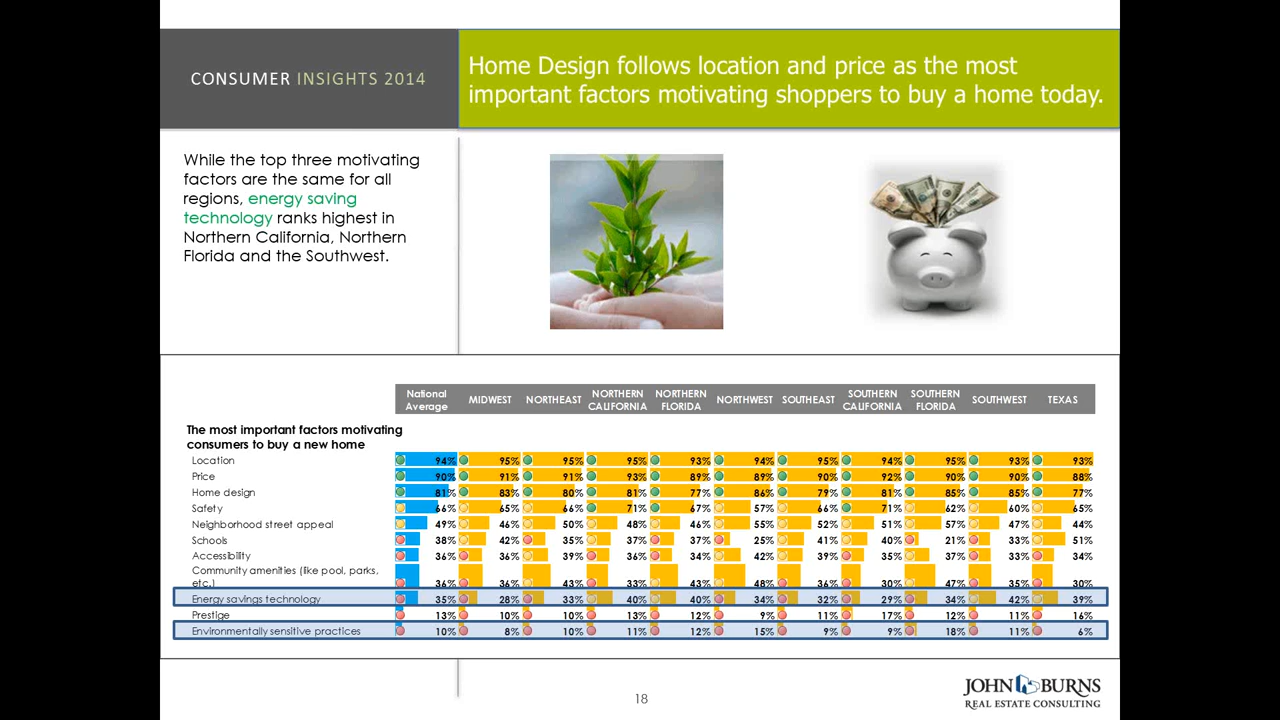 CONSUMER INSIGHTS 2014
Home Design follows location and price as the most
important factors motivating shoppers to buy a home today.
While the top three motivating
factors are the same for all
regions, energy saving
technology ranks highest in
Northern California, Northern
Florida and the Southwest.
National Average MIDWEST NORTHEAST NORTHERN CALIFORNIA NORTHERN FLORIDA NORTHWEST SOUTHEAST SOUTHERN CALIFORNIA SOUTHERN FLORIDA SOUTHWEST TEXAS
The most important factors motivating
consumers to buy a new home
Location 94% 95% 95% 95% 93% 94% 95% 94% 95% 93% 93%
Price 90% 91% 91% 93% 89% 89% 90% 92% 90% 90% 88%
Home design 81% 83% 80% 81% 77% 86% 79% 81% 85% 85% 77%
Safety 66% 65% 66% 71% 67% 57% 66% 71% 62% 60% 65%
Neighborhood street appeal 49% 46% 50% 48% 46% 55% 52% 51% 57% 47% 44%
Schools 38% 42% 35% 37% 37% 25% 41% 40% 21% 33% 51%
Accessibility 36% 36% 39% 36% 34% 42% 39% 35% 37% 33% 34%
Community amenities (like pool, parks,
etc.) 36% 36% 43% 33% 43% 48% 36% 30% 47% 35% 30%
Energy savings technology 35% 28% 33% 40% 40% 34% 32% 29% 34% 42% 39%
Prestige 13% 10% 10% 13% 12% 9% 11% 17% 12% 11% 16%
Environmentally sensitive practices 10% 8% 10% 11% 12% 15% 9% 9% 18% 11% 6%
18
JOHN BURNS
REAL ESTATE CONSULTING